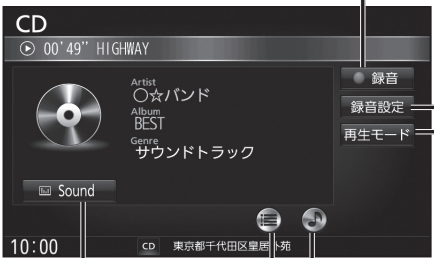 CD
00'49" HIGHWAY
録音
Artist
○☆バンド
Album
BEST
録音設定
Genre
サウンドトラック
再生モード
Sound
10:00 CD 東京都千代田区皇居外苑